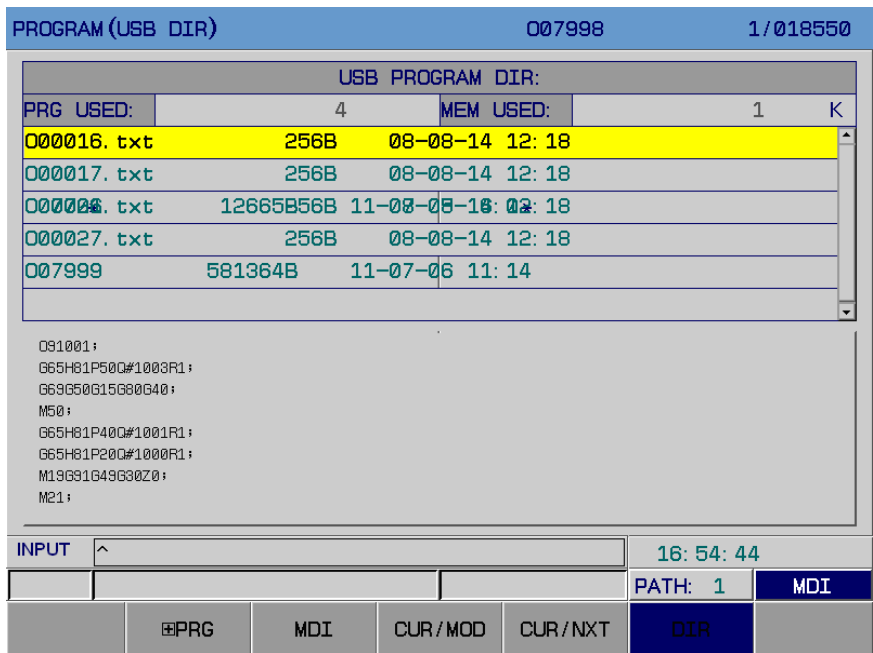 PROGRAM(USB DIR) O07998 1/018550
USB PROGRAM DIR:
PRG USED: 4 MEM USED: 1 K
O00016.txt 256B 08-08-14 12:18
O00017.txt 256B 08-08-14 12:18
.txt
O00027.txt 256B 08-08-14 12:18
O07999 581364B 11-07-06 11:14
O91001;
G65H81P50Q#1003R1;
G69G50G15G80G40;
M50;
G65H81P40Q#1001R1;
G65H81P20Q#1000R1;
M19G91G49G30Z0;
M21;
INPUT ^ 16:54:44
PATH: 1 MDI
⊞PRG MDI CUR/MOD CUR/NXT DIR